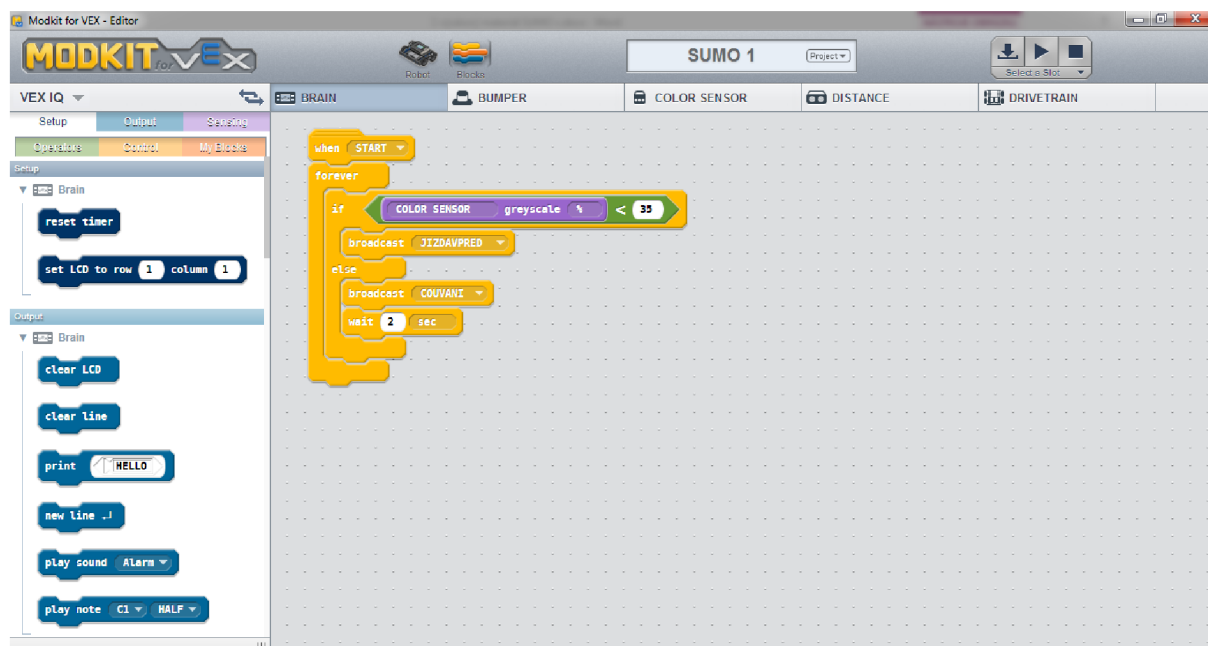 Modkit for VEX - Editor
MODKIT for VEX
Robot
Blocks
SUMO 1
Project
Select a Slot
VEX IQ
BRAIN
BUMPER
COLOR SENSOR
DISTANCE
DRIVETRAIN
Setup Output Sensing
Operators Control My Blocks
Setup
Brain
reset timer
set LCD to row 1 column 1
Output
Brain
clear LCD
clear line
print HELLO
new line
play sound Alarm
play note C1 HALF
when START
forever
if COLOR SENSOR greyscale % < 35
broadcast JIZDAVPRED
else
broadcast COUVANI
wait 2 sec